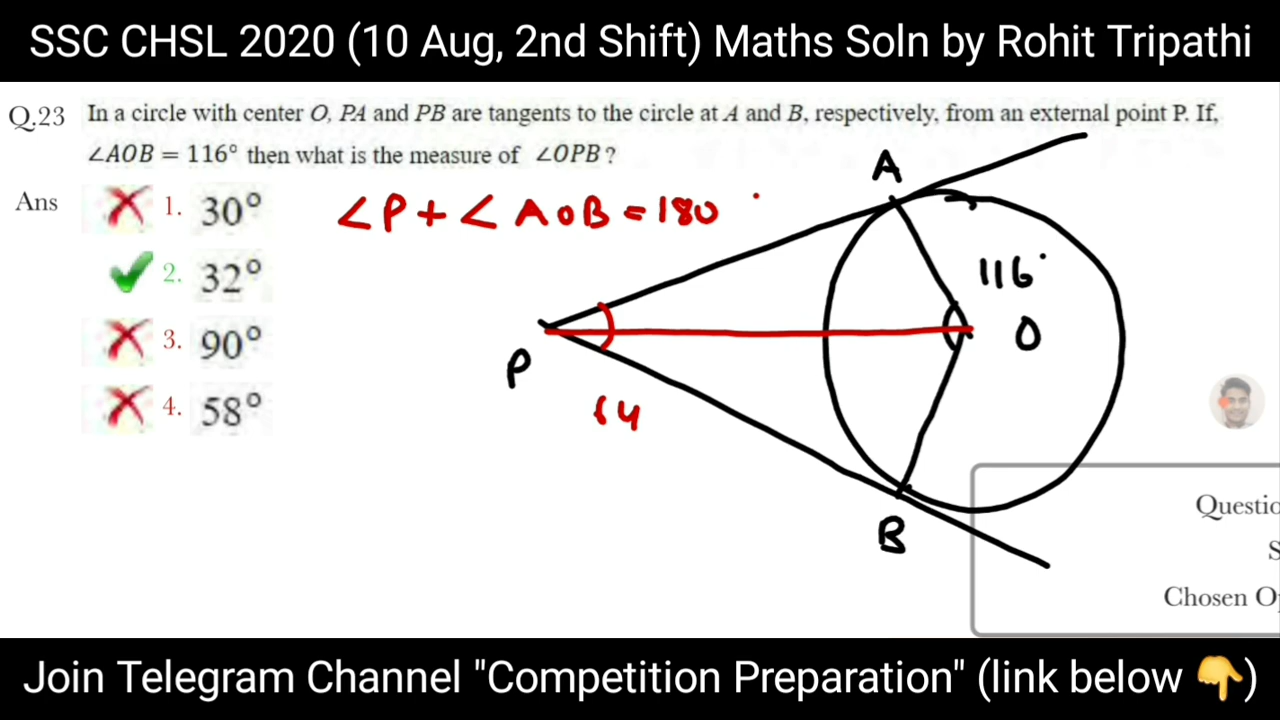 SSC CHSL 2020 (10 Aug, 2nd Shift) Maths Soln by Rohit Tripathi
Q.23 In a circle with center O, PA and PB are tangents to the circle at A and B, respectively, from an external point P. If,
∠AOB = 116° then what is the measure of ∠OPB ?
Ans
1. 30°
2. 32°
3. 90°
4. 58°
∠P + ∠AOB = 180°
A
116°
O
P
64
B
Questio
S
Chosen O
Join Telegram Channel "Competition Preparation" (link below 👇)